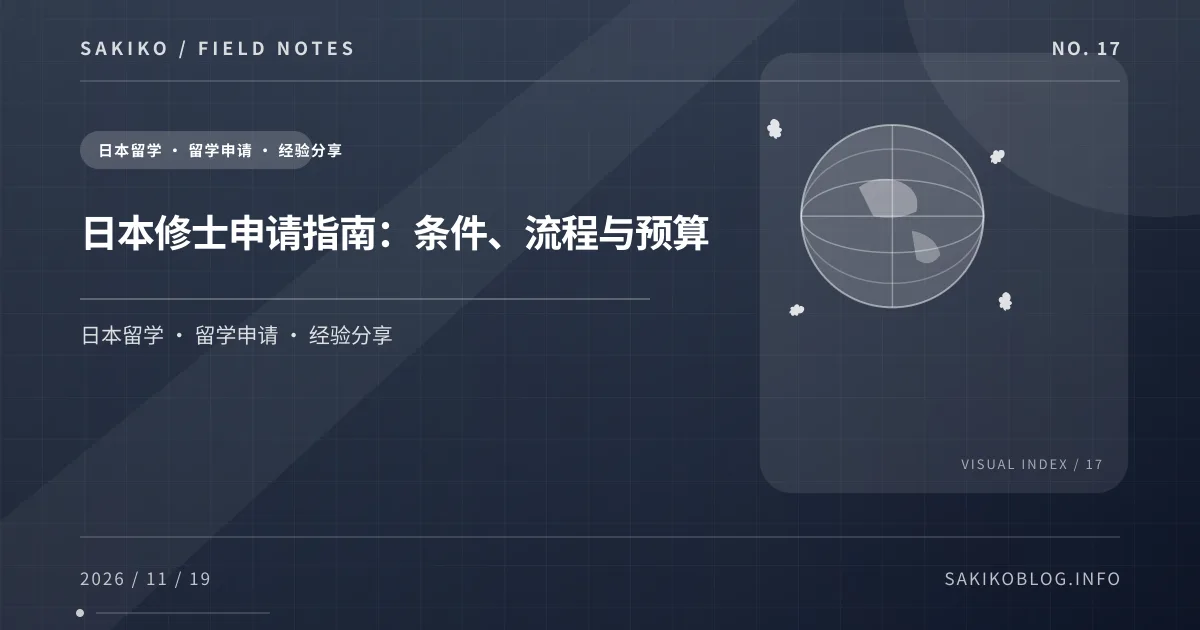 SAKIKO / FIELD NOTES
NO. 17
日本留学 · 留学申请 · 经验分享
日本修士申请指南：条件、流程与预算
日本留学 · 留学申请 · 经验分享
VISUAL INDEX / 17
2026 / 11 / 19
SAKIKOBLOG.INFO